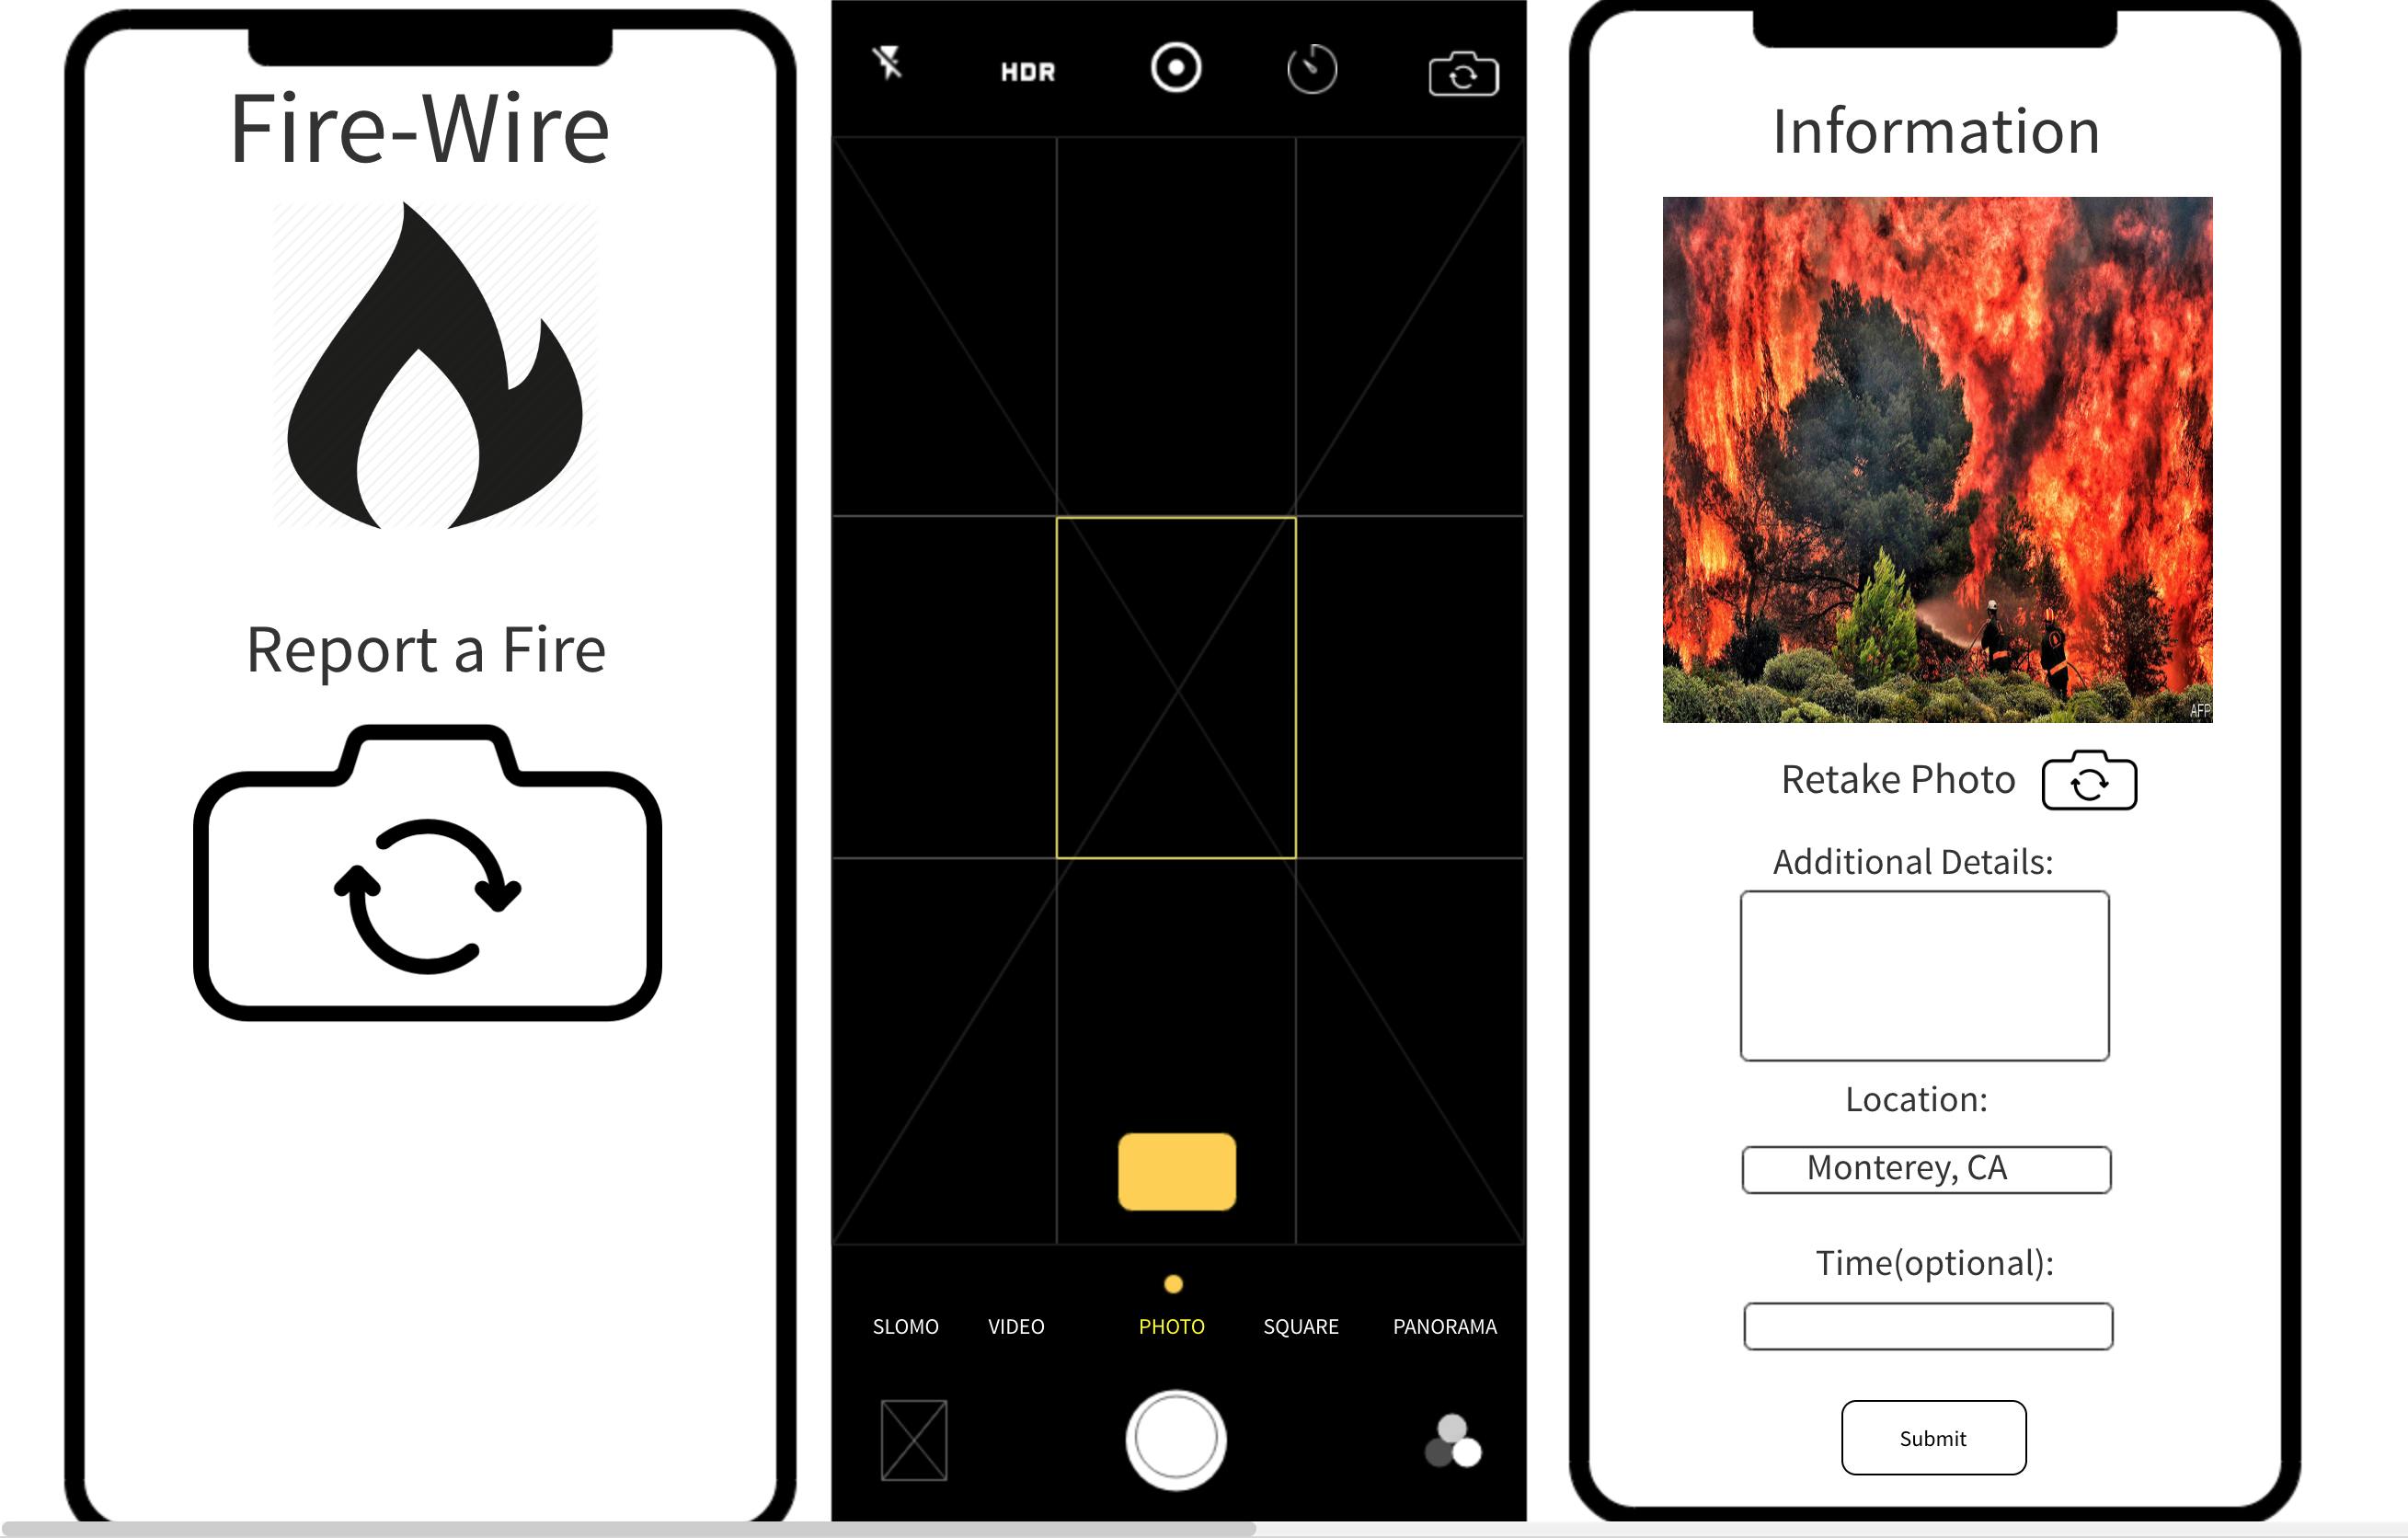 Fire-Wire
Report a Fire
HDR
SLOMO VIDEO PHOTO SQUARE PANORAMA
Information
AFP
Retake Photo
Additional Details:
Location:
Monterey, CA
Time(optional):
Submit